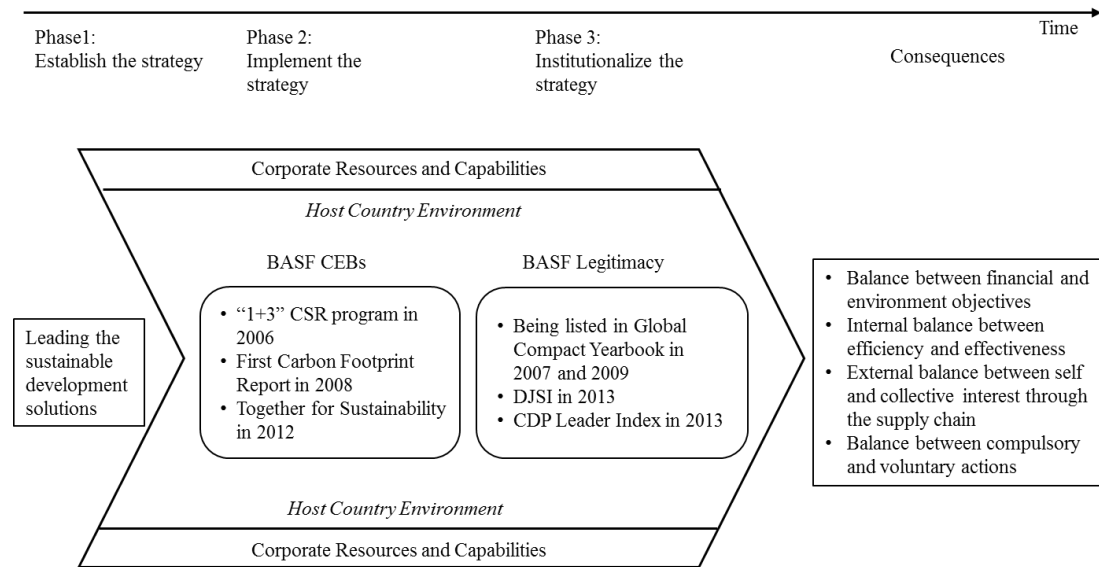 Time
Phase1:
Establish the strategy
Phase 2:
Implement the
strategy
Phase 3:
Institutionalize the
strategy
Consequences
Corporate Resources and Capabilities
Host Country Environment
BASF CEBs
BASF Legitimacy
Leading the
sustainable
development
solutions
• “1+3” CSR program in
2006
• First Carbon Footprint
Report in 2008
• Together for Sustainability
in 2012
• Being listed in Global
Compact Yearbook in
2007 and 2009
• DJSI in 2013
• CDP Leader Index in 2013
• Balance between financial and
environment objectives
• Internal balance between
efficiency and effectiveness
• External balance between self
and collective interest through
the supply chain
• Balance between compulsory
and voluntary actions
Host Country Environment
Corporate Resources and Capabilities